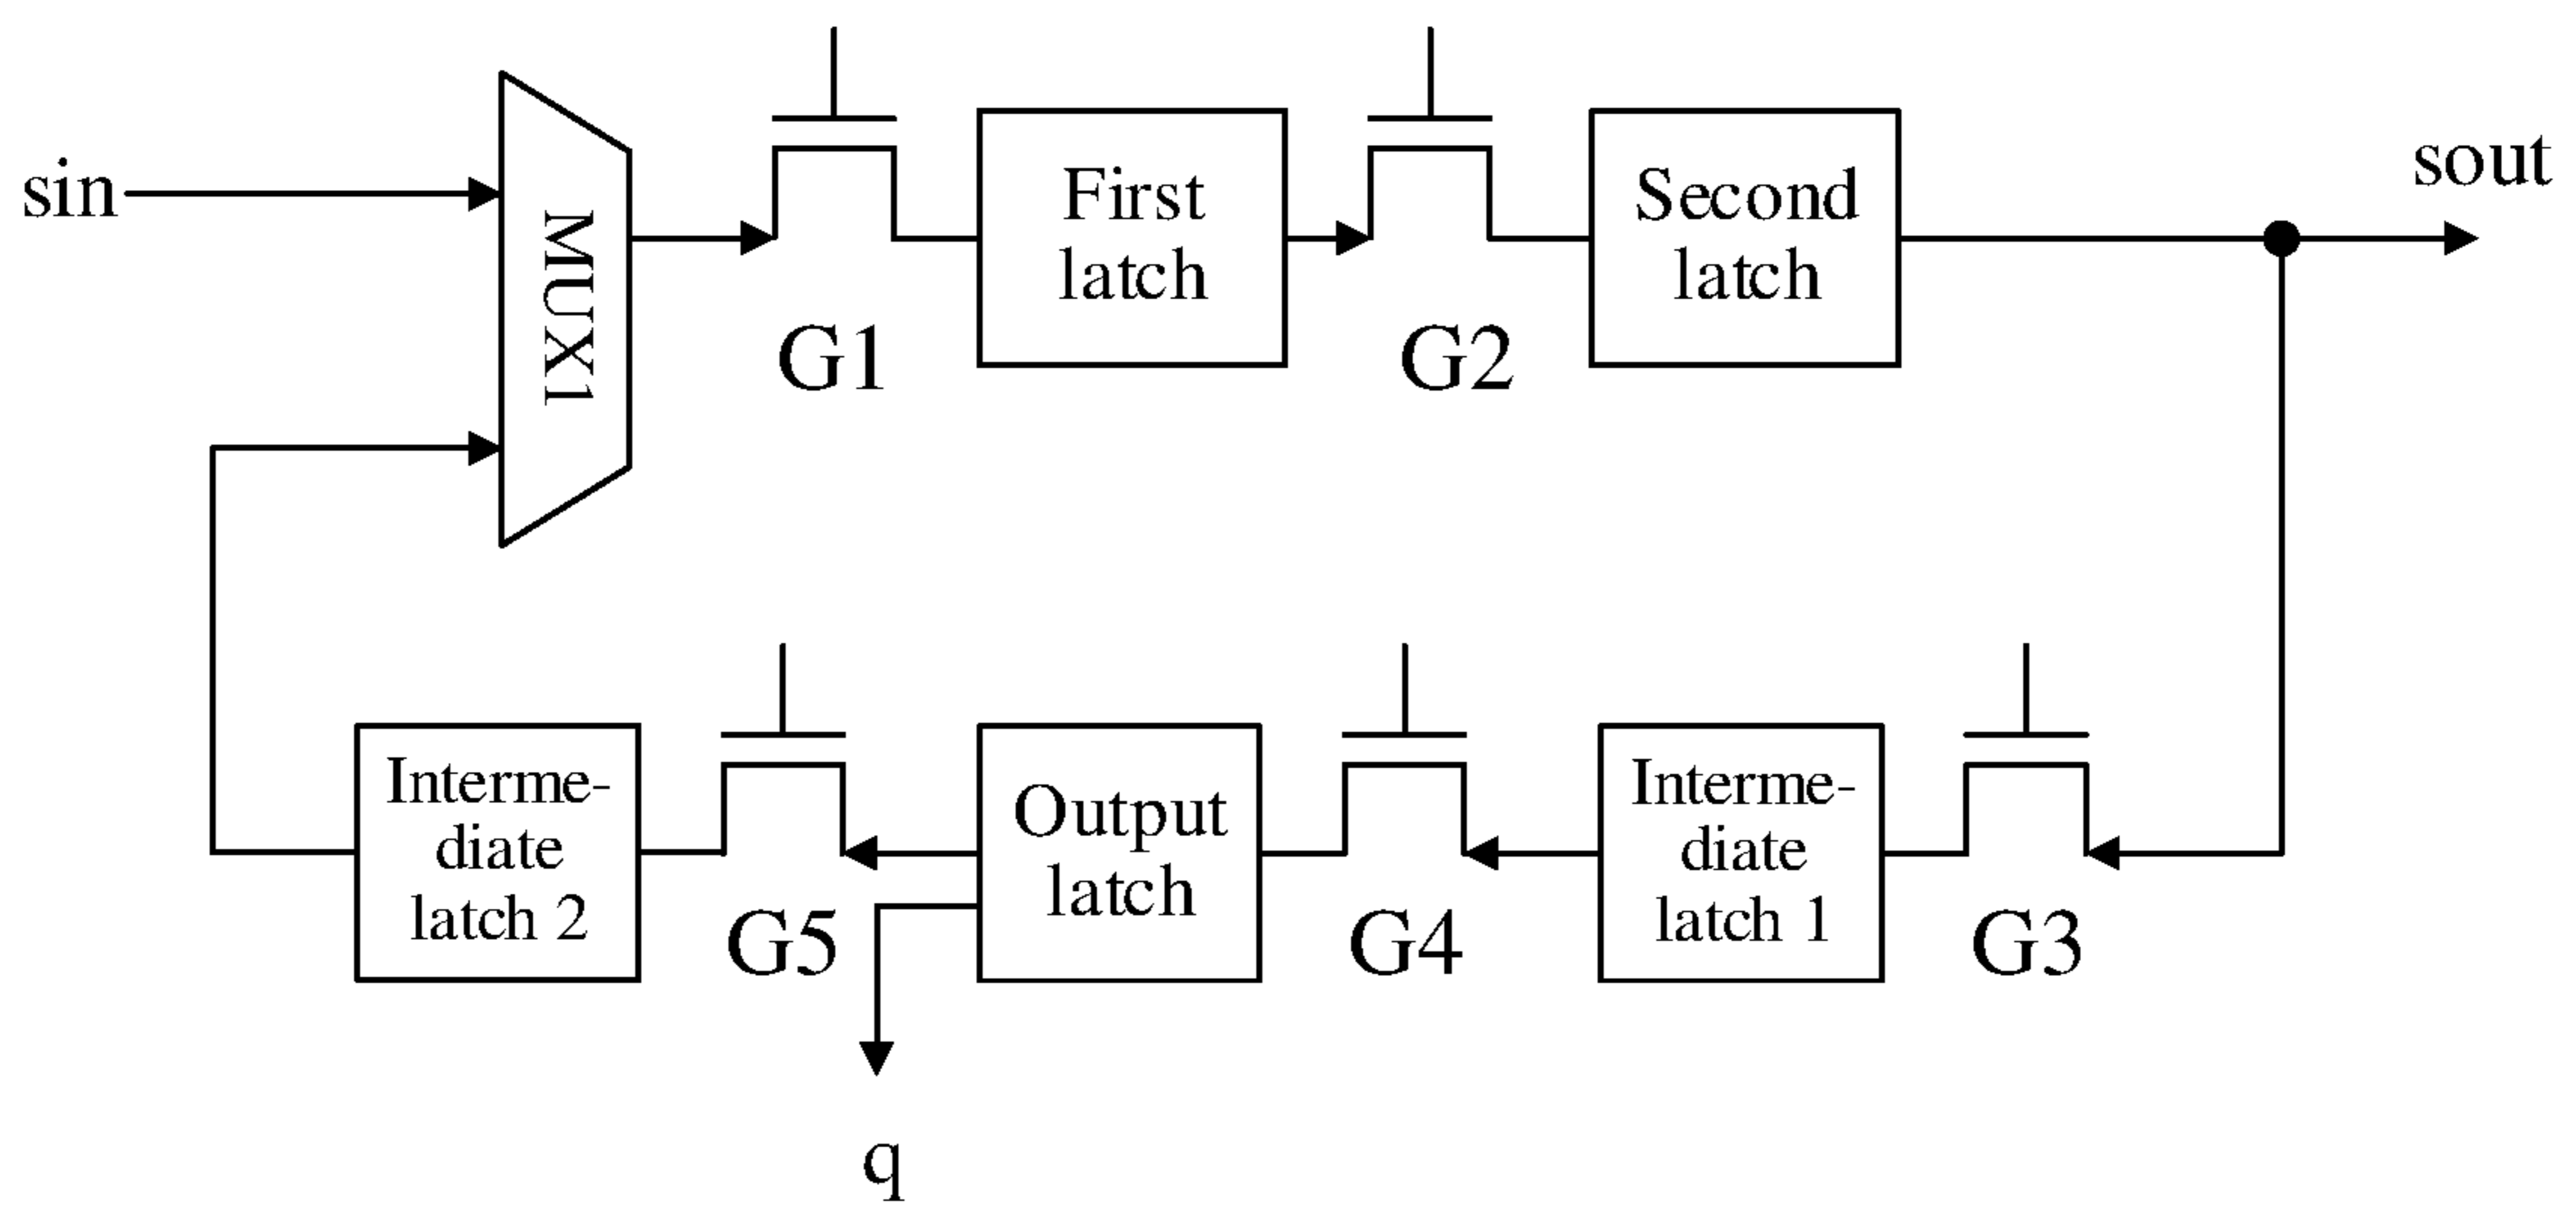 sin
MUX1
G1
First
latch
G2
Second
latch
sout
Interme-
diate
latch 2
G5
Output
latch
G4
Interme-
diate
latch 1
G3
q